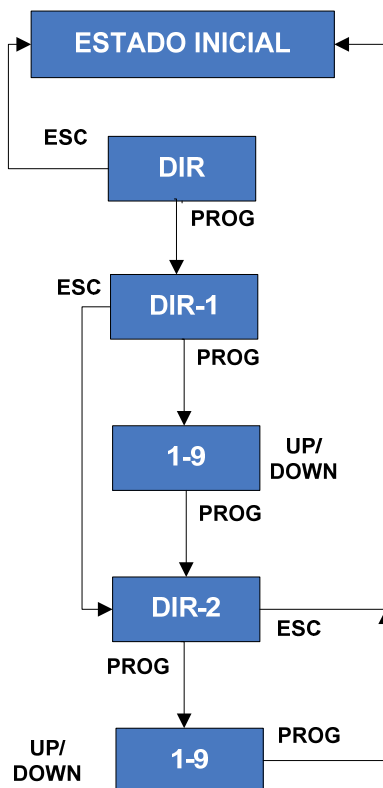 ESTADO INICIAL
ESC
DIR
PROG
ESC
DIR-1
PROG
1-9
UP/
DOWN
PROG
DIR-2
ESC
PROG
UP/
DOWN
1-9
PROG